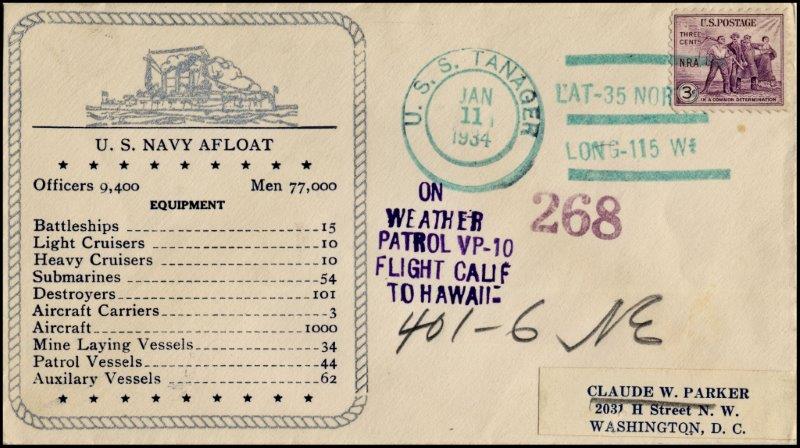 U. S. NAVY AFLOAT
Officers 9,400 Men 77,000
EQUIPMENT
Battleships 15
Light Cruisers 10
Heavy Cruisers 10
Submarines 54
Destroyers 101
Aircraft Carriers 3
Aircraft 1000
Mine Laying Vessels 34
Patrol Vessels 44
Auxilary Vessels 62
U. S. S. TANAGER
JAN
11
1934
LAT-35 NOR
LONG-115 W
U.S. POSTAGE
THREE
CENTS
NRA
3¢
IN A COMMON DETERMINATION
ON
WEATHER
PATROL VP-10
FLIGHT CALIF
TO HAWAII-
268
401-6 NE
CLAUDE W. PARKER
2031 H Street N. W.
WASHINGTON, D. C.